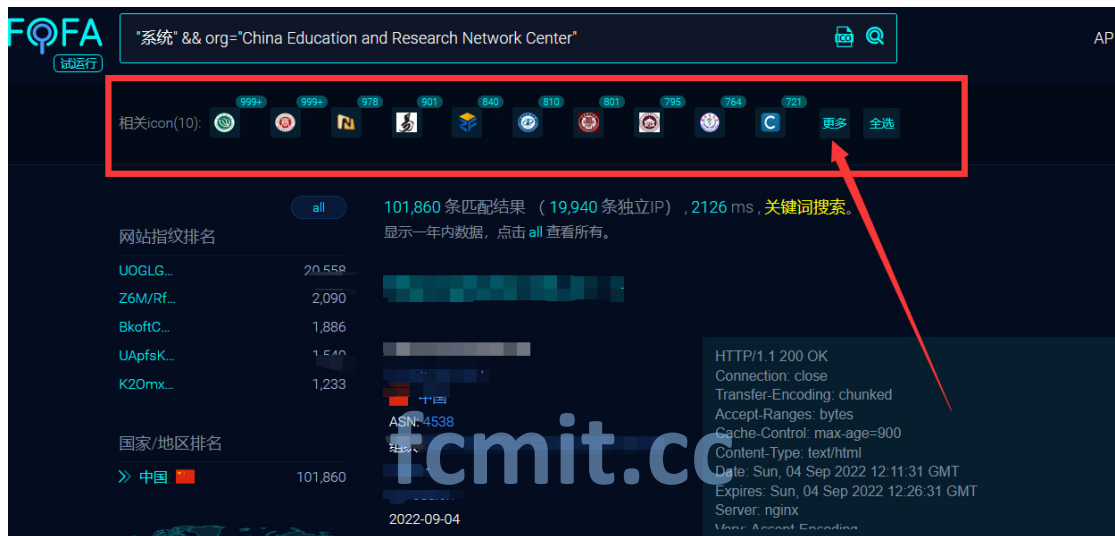 FOFA
试运行
"系统" && org="China Education and Research Network Center"
ICO
AP
相关icon(10):
999+ 999+ 978 901 840 810 801 795 764 721
N
C
更多 全选
all
101,860 条匹配结果 （ 19,940 条独立IP） , 2126 ms , 关键词搜索。
显示一年内数据，点击 all 查看所有。
网站指纹排名
UOGLG... 20,558
Z6M/Rf... 2,090
BkoftC... 1,886
UApfsK... 1,540
K2Omx... 1,233
国家/地区排名
中国 101,860
中国
ASN: 4538
组织:
2022-09-04
HTTP/1.1 200 OK
Connection: close
Transfer-Encoding: chunked
Accept-Ranges: bytes
Cache-Control: max-age=900
Content-Type: text/html
Date: Sun, 04 Sep 2022 12:11:31 GMT
Expires: Sun, 04 Sep 2022 12:26:31 GMT
Server: nginx
Vary: Accept-Encoding
fcmit.cc